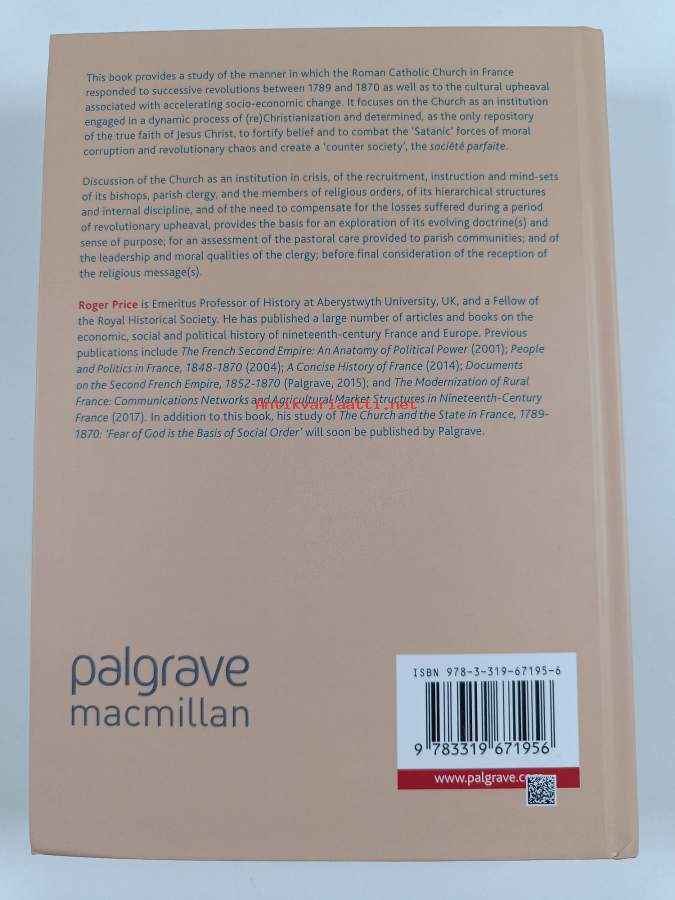 This book provides a study of the manner in which the Roman Catholic Church in France
responded to successive revolutions between 1789 and 1870 as well as to the cultural upheaval
associated with accelerating socio-economic change. It focuses on the Church as an institution
engaged in a dynamic process of (re)Christianization and determined, as the only repository
of the true faith of Jesus Christ, to fortify belief and to combat the ‘Satanic’ forces of moral
corruption and revolutionary chaos and create a ‘counter society’, the société parfaite.
Discussion of the Church as an institution in crisis, of the recruitment, instruction and mind-sets
of its bishops, parish clergy, and the members of religious orders, of its hierarchical structures
and internal discipline, and of the need to compensate for the losses suffered during a period
of revolutionary upheaval, provides the basis for an exploration of its evolving doctrine(s) and
sense of purpose; for an assessment of the pastoral care provided to parish communities; and of
the leadership and moral qualities of the clergy; before final consideration of the reception of
the religious message(s).
Roger Price is Emeritus Professor of History at Aberystwyth University, UK, and a Fellow of
the Royal Historical Society. He has published a large number of articles and books on the
economic, social and political history of nineteenth-century France and Europe. Previous
publications include The French Second Empire: An Anatomy of Political Power (2001); People
and Politics in France, 1848-1870 (2004); A Concise History of France (2014); Documents
on the Second French Empire, 1852-1870 (Palgrave, 2015); and The Modernization of Rural
France: Communications Networks and Agricultural Market Structures in Nineteenth-Century
Antikvariaatti.net
France (2017). In addition to this book, his study of The Church and the State in France, 1789–
1870: ‘Fear of God is the Basis of Social Order’ will soon be published by Palgrave.
palgrave
macmillan
ISBN 978-3-319-67195-6
9 783319 671956
www.palgrave.co